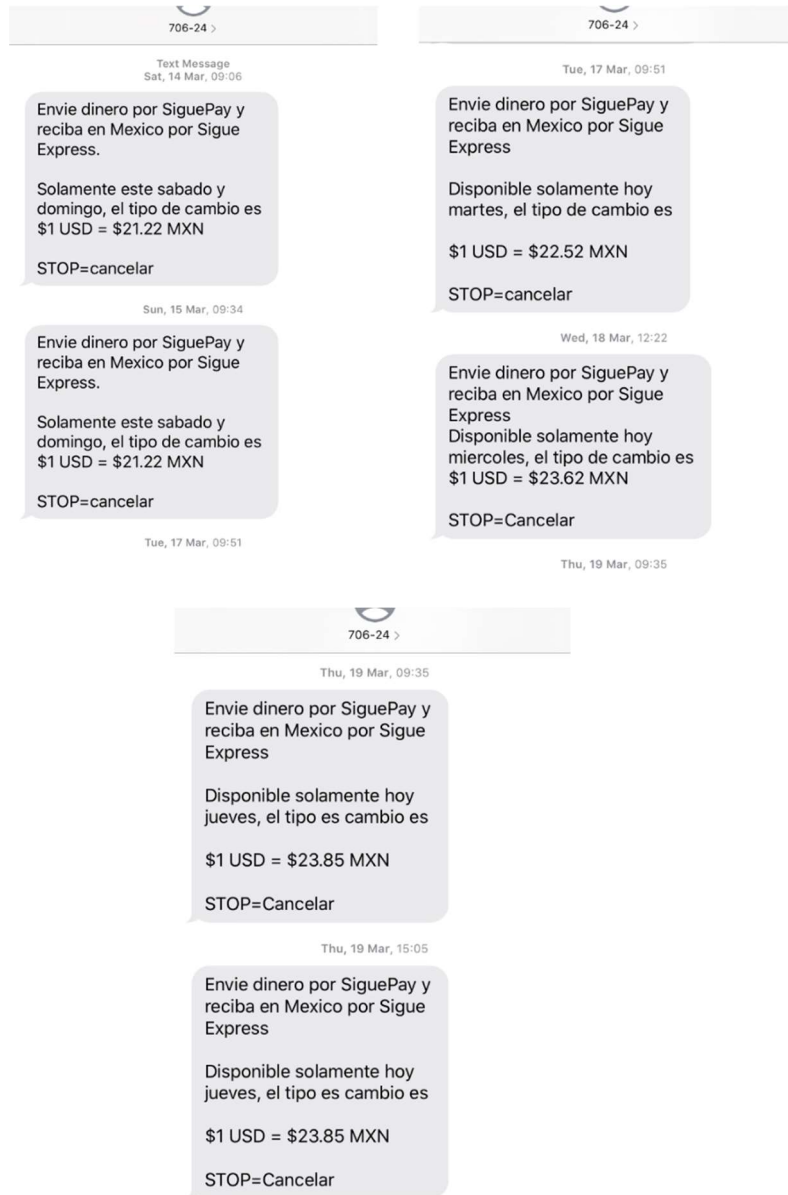 706-24 >
Text Message
Sat, 14 Mar, 09:06
Envie dinero por SiguePay y
reciba en Mexico por Sigue
Express.
Solamente este sabado y
domingo, el tipo de cambio es
$1 USD = $21.22 MXN
STOP=cancelar
Sun, 15 Mar, 09:34
Envie dinero por SiguePay y
reciba en Mexico por Sigue
Express.
Solamente este sabado y
domingo, el tipo de cambio es
$1 USD = $21.22 MXN
STOP=cancelar
Tue, 17 Mar, 09:51
706-24 >
Tue, 17 Mar, 09:51
Envie dinero por SiguePay y
reciba en Mexico por Sigue
Express
Disponible solamente hoy
martes, el tipo de cambio es
$1 USD = $22.52 MXN
STOP=cancelar
Wed, 18 Mar, 12:22
Envie dinero por SiguePay y
reciba en Mexico por Sigue
Express
Disponible solamente hoy
miercoles, el tipo de cambio es
$1 USD = $23.62 MXN
STOP=Cancelar
Thu, 19 Mar, 09:35
706-24 >
Thu, 19 Mar, 09:35
Envie dinero por SiguePay y
reciba en Mexico por Sigue
Express
Disponible solamente hoy
jueves, el tipo es cambio es
$1 USD = $23.85 MXN
STOP=Cancelar
Thu, 19 Mar, 15:05
Envie dinero por SiguePay y
reciba en Mexico por Sigue
Express
Disponible solamente hoy
jueves, el tipo es cambio es
$1 USD = $23.85 MXN
STOP=Cancelar